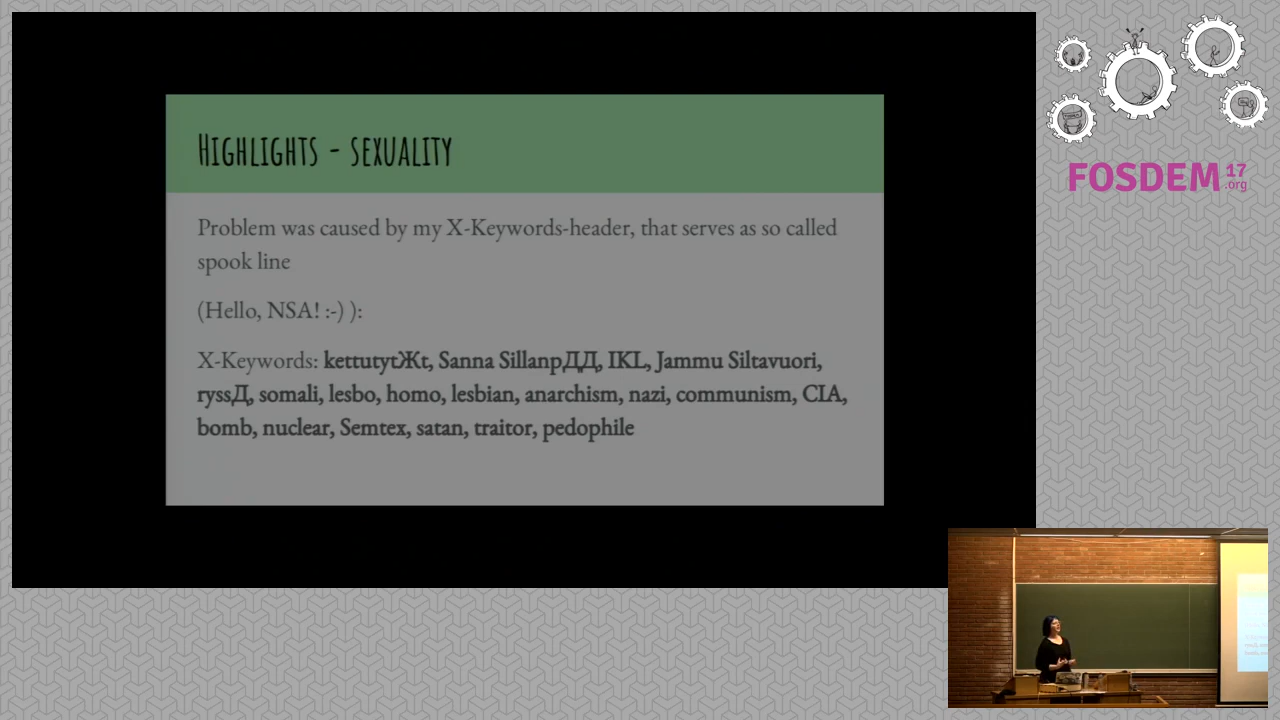 Highlights - sexuality
Problem was caused by my X-Keywords-header, that serves as so called
spook line
(Hello, NSA! :-) ):
X-Keywords: kettutytЖt, Sanna SillanpДД, IKL, Jammu Siltavuori,
ryssД, somali, lesbo, homo, lesbian, anarchism, nazi, communism, CIA,
bomb, nuclear, Semtex, satan, traitor, pedophile
FOSDEM 17
.org